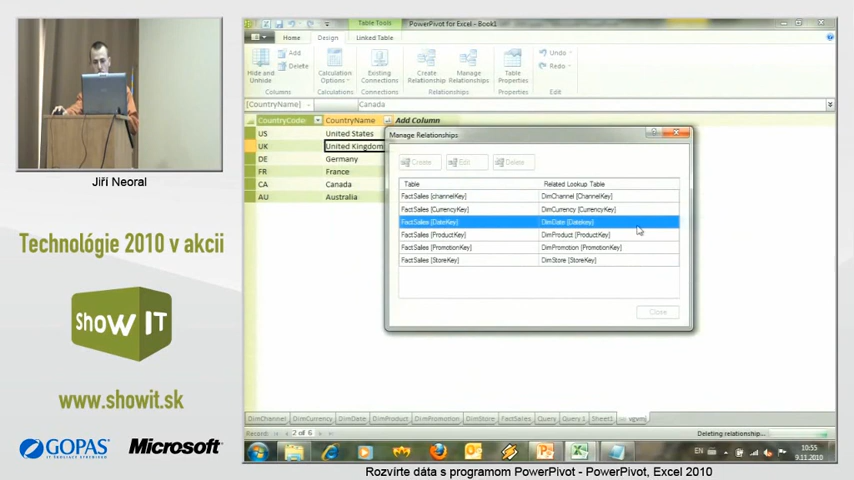 Table Tools
PowerPivot for Excel - Book1
Home
Design
Linked Table
Hide and
Unhide
Add
Delete
Columns
Calculation
Options
Calculations
Existing
Connections
Connections
Create
Relationship
Manage
Relationships
Relationships
Table
Properties
Properties
Undo
Redo
Edit
[CountryName]
Canada
CountryCode
CountryName
Add Column
US
United States
UK
United Kingdom
DE
Germany
FR
France
CA
Canada
AU
Australia
Manage Relationships
Create
Edit
Delete
Table
Related Lookup Table
FactSales [channelKey]
DimChannel [ChannelKey]
FactSales [CurrencyKey]
DimCurrency [CurrencyKey]
FactSales [DateKey]
DimDate [Datekey]
FactSales [ProductKey]
DimProduct [ProductKey]
FactSales [PromotionKey]
DimPromotion [PromotionKey]
FactSales [StoreKey]
DimStore [StoreKey]
Close
DimChannel
DimCurrency
DimDate
DimProduct
DimPromotion
DimStore
FactSales
Query
Query 1
Sheet1
Record:
2 of 6
Deleting relationship...
EN
10:55
9.11.2010
Jiří Neoral
Technológie 2010 v akcii
Show IT
www.showit.sk
GOPAS
Microsoft
Rozvírte dáta s programom PowerPivot - PowerPivot, Excel 2010